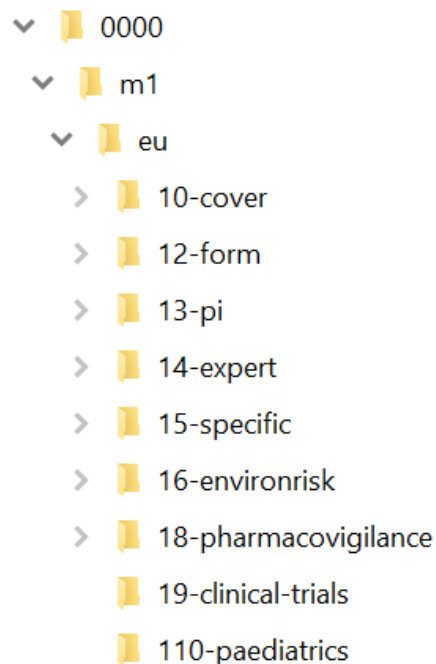 0000
m1
eu
10-cover
12-form
13-pi
14-expert
15-specific
16-environrisk
18-pharmacovigilance
19-clinical-trials
110-paediatrics